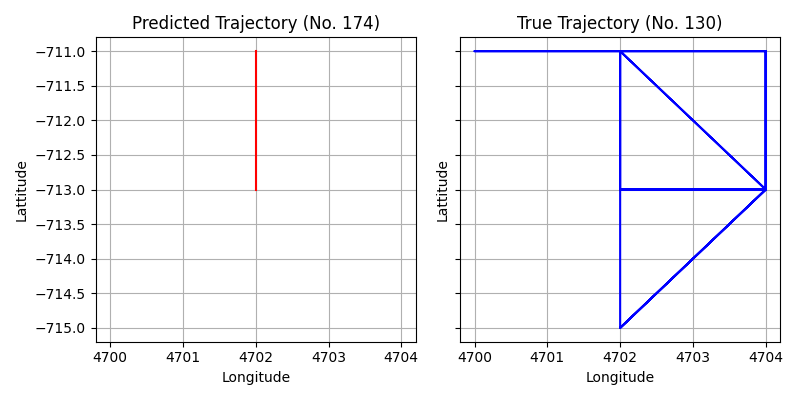 Predicted Trajectory (No. 174)
True Trajectory (No. 130)
−711.0
−711.5
−712.0
−712.5
−713.0
−713.5
−714.0
−714.5
−715.0
Lattitude
Lattitude
4700 4701 4702 4703 4704
4700 4701 4702 4703 4704
Longitude
Longitude